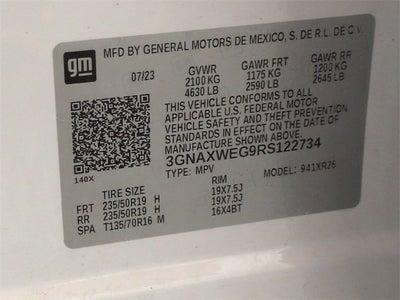 gm
MFD BY GENERAL MOTORS DE MEXICO, S. DE R.L. DE C.V.
07/23 GVWR GAWR FRT GAWR RR
2100 KG 1175 KG 1200 KG
4630 LB 2590 LB 2645 LB
THIS VEHICLE CONFORMS TO ALL
APPLICABLE U.S. FEDERAL MOTOR
VEHICLE SAFETY AND THEFT PREVENTION
STANDARDS IN EFFECT ON THE DATE OF
MANUFACTURE SHOWN ABOVE.
3GNAXWEG9RS122734
140X TYPE: MPV MODEL: 941XR26
TIRE SIZE RIM
FRT 235/50R19 H 19X7.5J
RR 235/50R19 H 19X7.5J
SPA T135/70R16 M 16X4BT